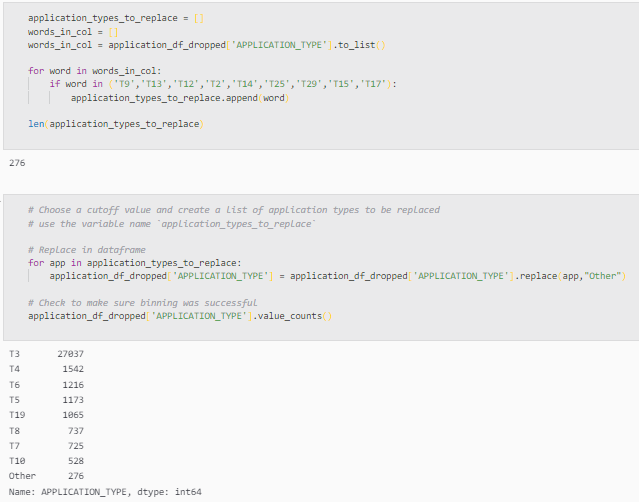 application_types_to_replace = []
words_in_col = []
words_in_col = application_df_dropped['APPLICATION_TYPE'].to_list()
for word in words_in_col:
if word in ('T9','T13','T12','T2','T14','T25','T29','T15','T17'):
application_types_to_replace.append(word)
len(application_types_to_replace)
276
# Choose a cutoff value and create a list of application types to be replaced
# use the variable name `application_types_to_replace`
# Replace in dataframe
for app in application_types_to_replace:
application_df_dropped['APPLICATION_TYPE'] = application_df_dropped['APPLICATION_TYPE'].replace(app,"Other")
# Check to make sure binning was successful
application_df_dropped['APPLICATION_TYPE'].value_counts()
T3 27037
T4 1542
T6 1216
T5 1173
T19 1065
T8 737
T7 725
T10 528
Other 276
Name: APPLICATION_TYPE, dtype: int64